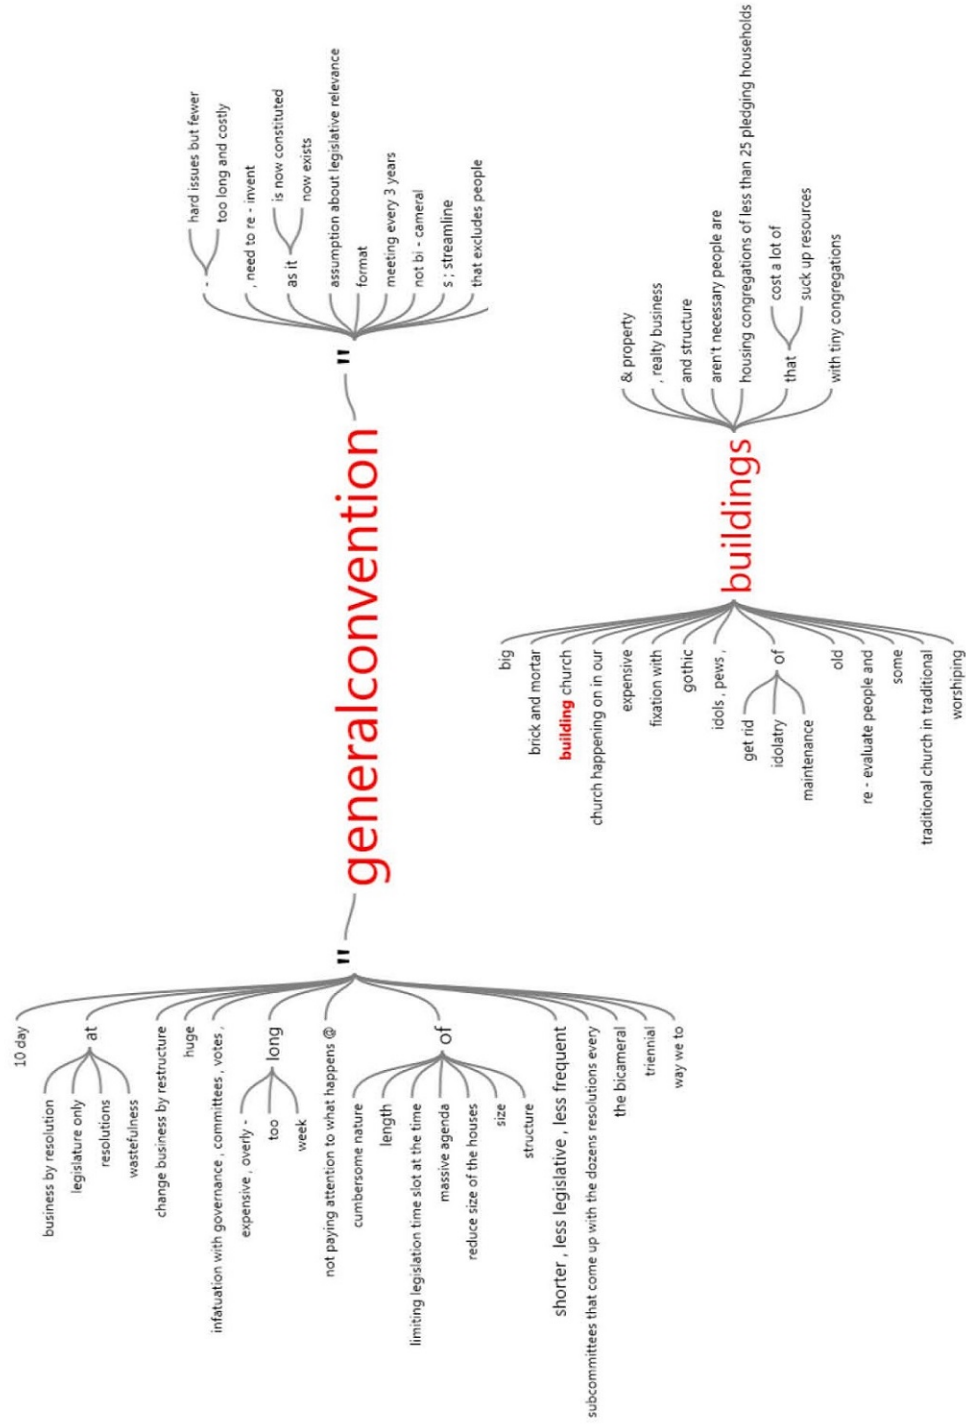 10 day
business by resolution
legislature only
resolutions
wastefulness
at
change business by restructure
huge
infatuation with governance , committees , votes ,
expensive , overly -
too
week
long
not paying attention to what happens @
cumbersome nature
length
limiting legislation time slot at the time
massive agenda
reduce size of the houses
size
structure
of
shorter , less legislative , less frequent
subcommittees that come up with the dozens resolutions every
the bicameral
triennial
way we to
"
generalconvention
"
-
hard issues but fewer
too long and costly
, need to re - invent
as it
is now constituted
now exists
assumption about legislative relevance
format
meeting every 3 years
not bi - cameral
s ; streamline
that excludes people
big
brick and mortar
building church
church happening on in our
expensive
fixation with
gothic
idols , pews ,
get rid
idolatry
maintenance
of
old
re - evaluate people and
some
traditional church in traditional
worshiping
buildings
& property
, realty business
and structure
aren't necessary people are
housing congregations of less than 25 pledging households
that
cost a lot of
suck up resources
with tiny congregations